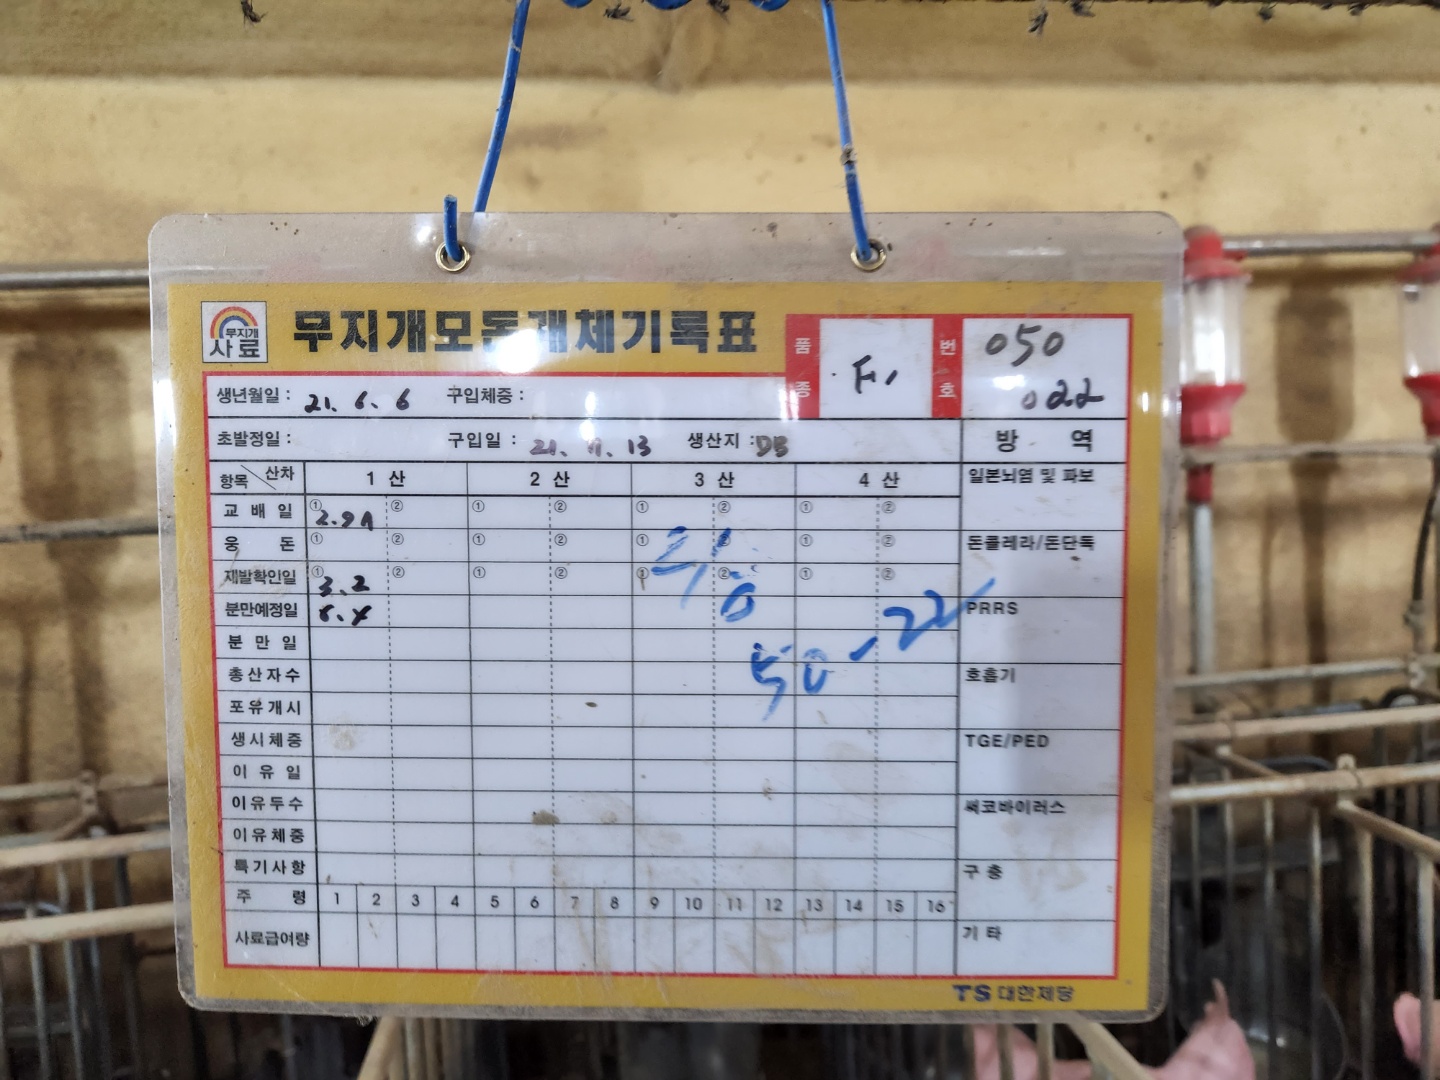 무지개
사료
무지개모돈개체기록표
품종
F1
번호
050
022
생년월일 : 21. 6. 6 구입체중 :
초발정일 : 구입일 : 21. 11. 13 생산지 : DB
방 역
항목 산차 1 산 2 산 3 산 4 산
일본뇌염 및 파보
교 배 일 ① 2.9A ② ① ② ① ② ① ②
웅 돈 ① ② ① ② ① ② ① ②
돈콜레라/돈단독
재발확인일 ① 3.2 ② ① ② ① ② ① ②
분만예정일 6.4
PRRS
50-22
분 만 일
총산자수
호흡기
포유개시
생시체중
TGE/PED
이 유 일
이유두수
써코바이러스
이유체중
특기사항
구 충
주 령 1 2 3 4 5 6 7 8 9 10 11 12 13 14 15 16
사료급여량
기 타
TS 대한제당